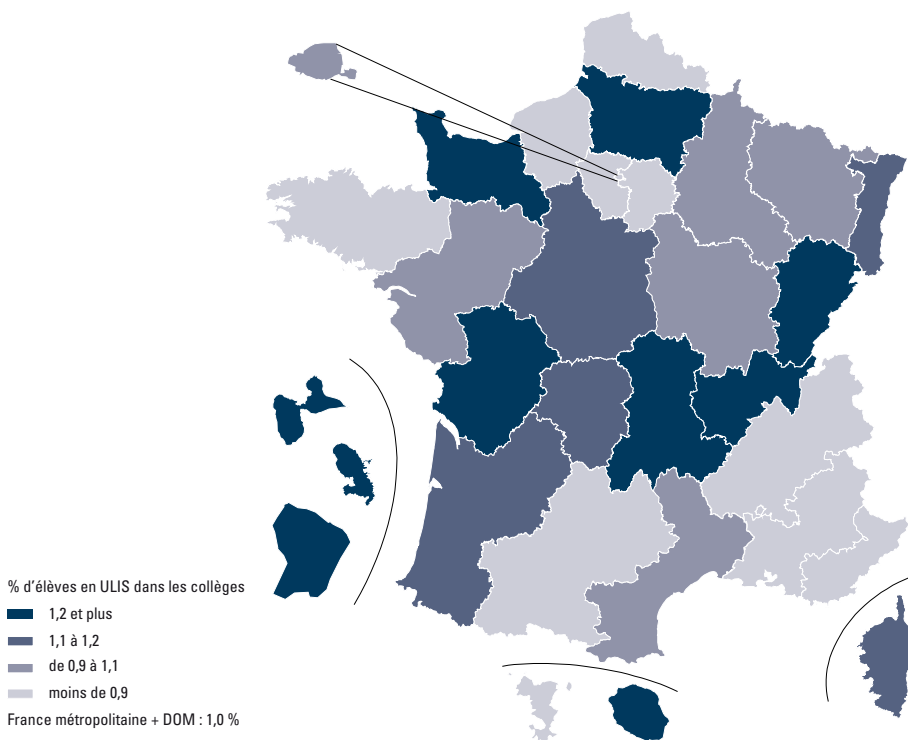 % d'élèves en ULIS dans les collèges
1,2 et plus
1,1 à 1,2
de 0,9 à 1,1
moins de 0,9
France métropolitaine + DOM : 1,0 %